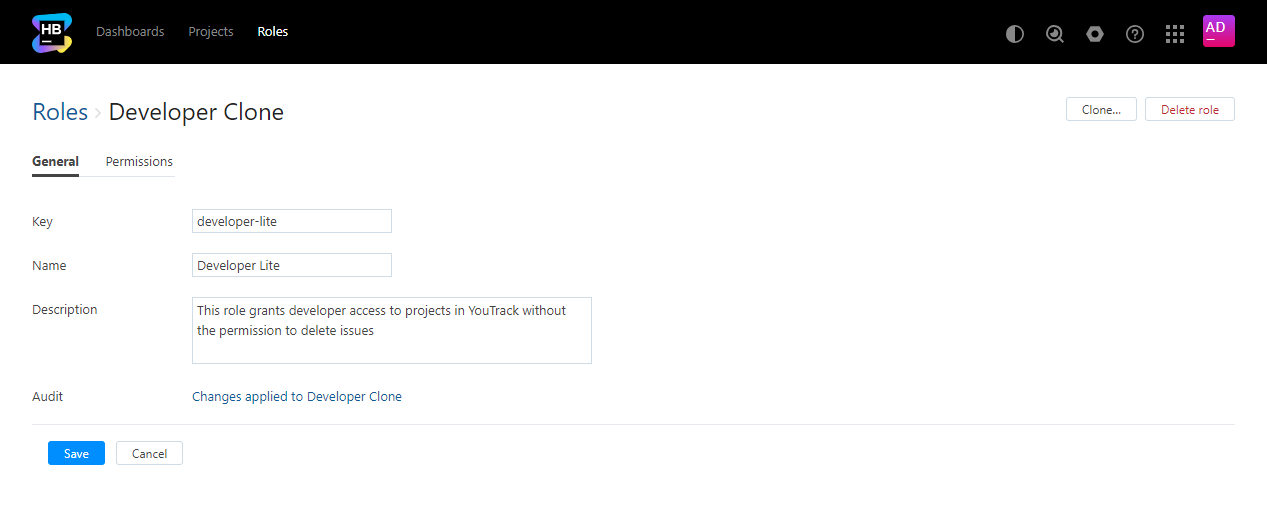 HB
Dashboards Projects Roles
AD
Roles › Developer Clone
Clone... Delete role
General Permissions
Key developer-lite
Name Developer Lite
Description This role grants developer access to projects in YouTrack without
the permission to delete issues
Audit Changes applied to Developer Clone
Save Cancel